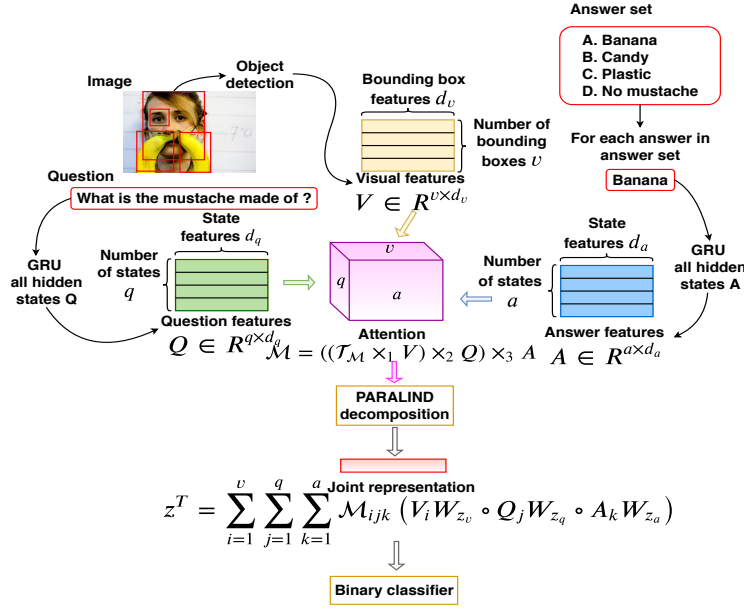 Answer set
A. Banana
B. Candy
C. Plastic
D. No mustache
Image
Object
detection
Bounding box
features d_v
Number of
bounding
boxes v
For each answer in
answer set
Banana
Question
What is the mustache made of ?
Visual features
V ∈ R^{v×d_v}
State
features d_q
Number
of states
q
GRU
all hidden
states Q
Question features
Q ∈ R^{q×d_q}
v
q
a
Attention
State
features d_a
Number
of states
a
GRU
all hidden
states A
Answer features
A ∈ R^{a×d_a}
ℳ = ((𝒯_ℳ ×_1 V) ×_2 Q) ×_3 A
PARALIND
decomposition
Joint representation
z^T = \sum_{i=1}^{v} \sum_{j=1}^{q} \sum_{k=1}^{a} ℳ_{ijk} (V_i W_{z_v} ∘ Q_j W_{z_q} ∘ A_k W_{z_a})
Binary classifier